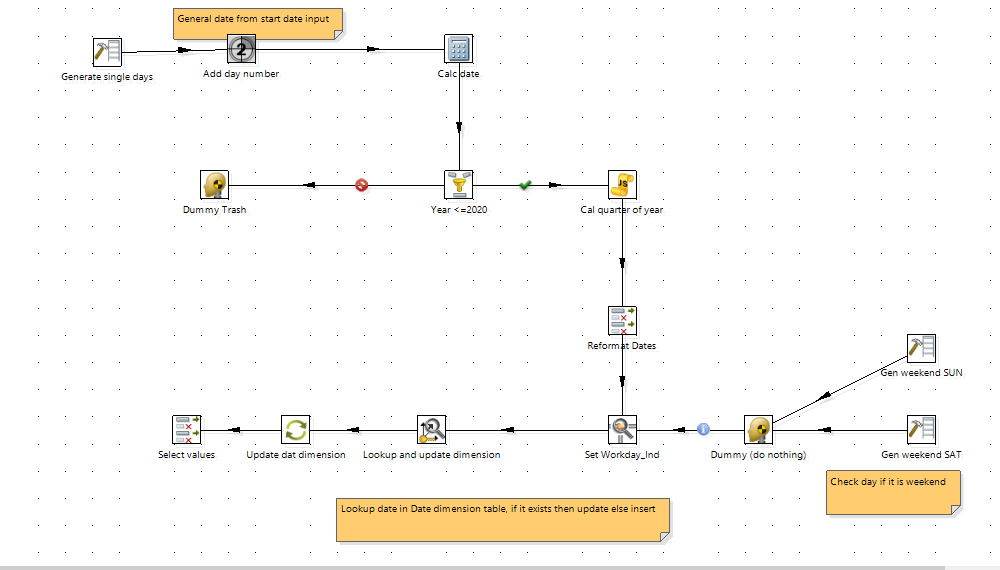 General date from start date input
Generate single days
2
Add day number
Calc date
Dummy Trash
Year <=2020
JS
Cal quarter of year
Reformat Dates
Gen weekend SUN
Select values
Update dat dimension
Lookup and update dimension
Set Workday_Ind
Dummy (do nothing)
Gen weekend SAT
Check day if it is weekend
Lookup date in Date dimension table, if it exists then update else insert